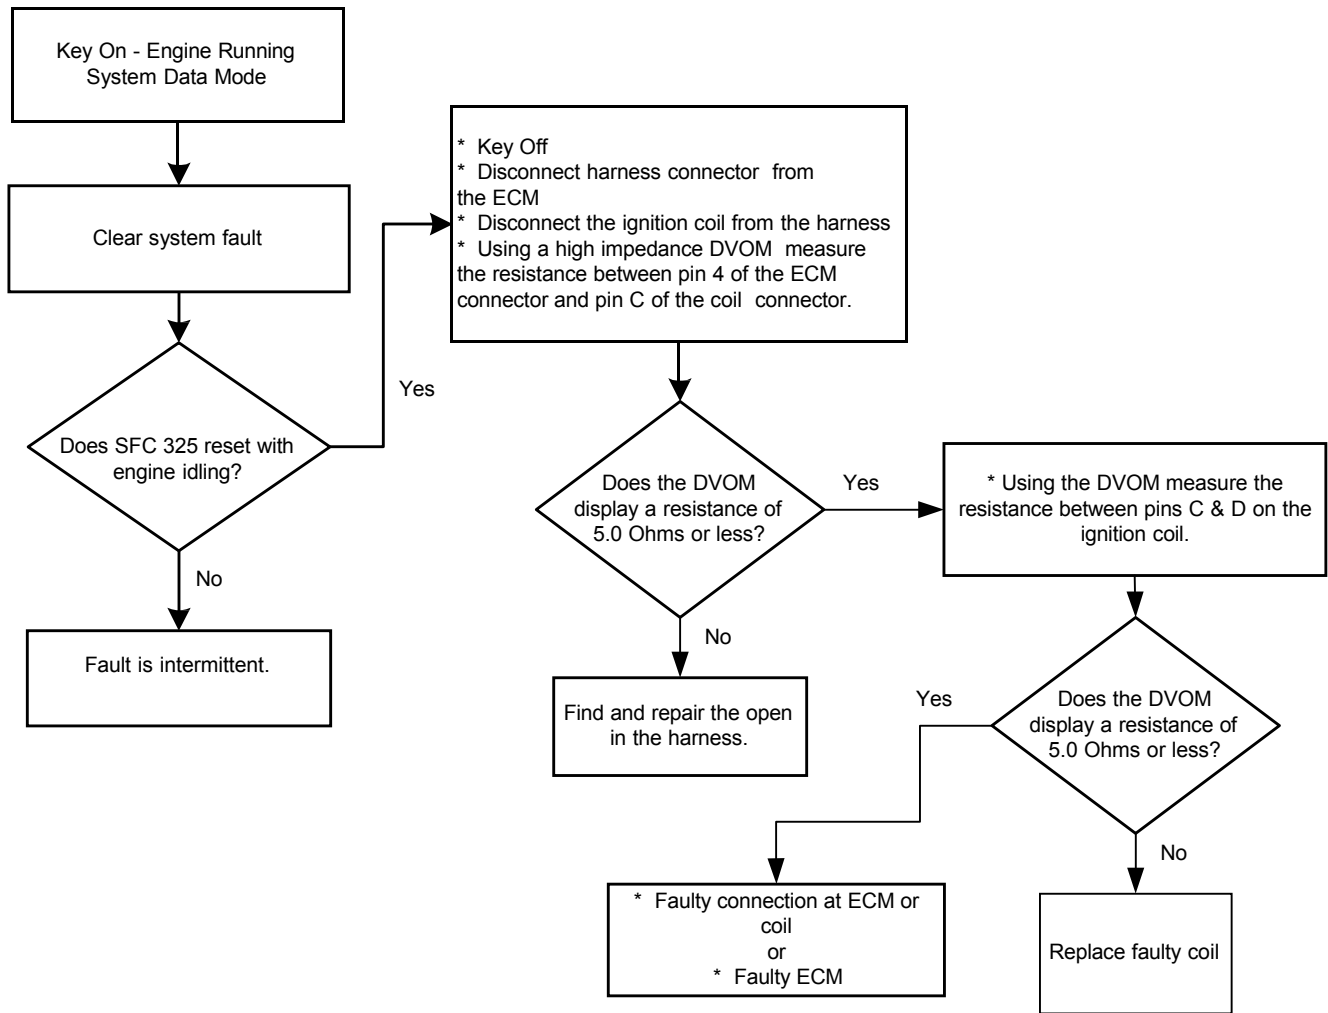 Key On - Engine Running
System Data Mode
Clear system fault
Does SFC 325 reset with
engine idling?
Yes
No
Fault is intermittent.
* Key Off
* Disconnect harness connector from
the ECM
* Disconnect the ignition coil from the harness
* Using a high impedance DVOM measure
the resistance between pin 4 of the ECM
connector and pin C of the coil connector.
Does the DVOM
display a resistance of
5.0 Ohms or less?
Yes
No
Find and repair the open
in the harness.
* Using the DVOM measure the
resistance between pins C & D on the
ignition coil.
Does the DVOM
display a resistance of
5.0 Ohms or less?
Yes
No
* Faulty connection at ECM or
coil
or
* Faulty ECM
Replace faulty coil